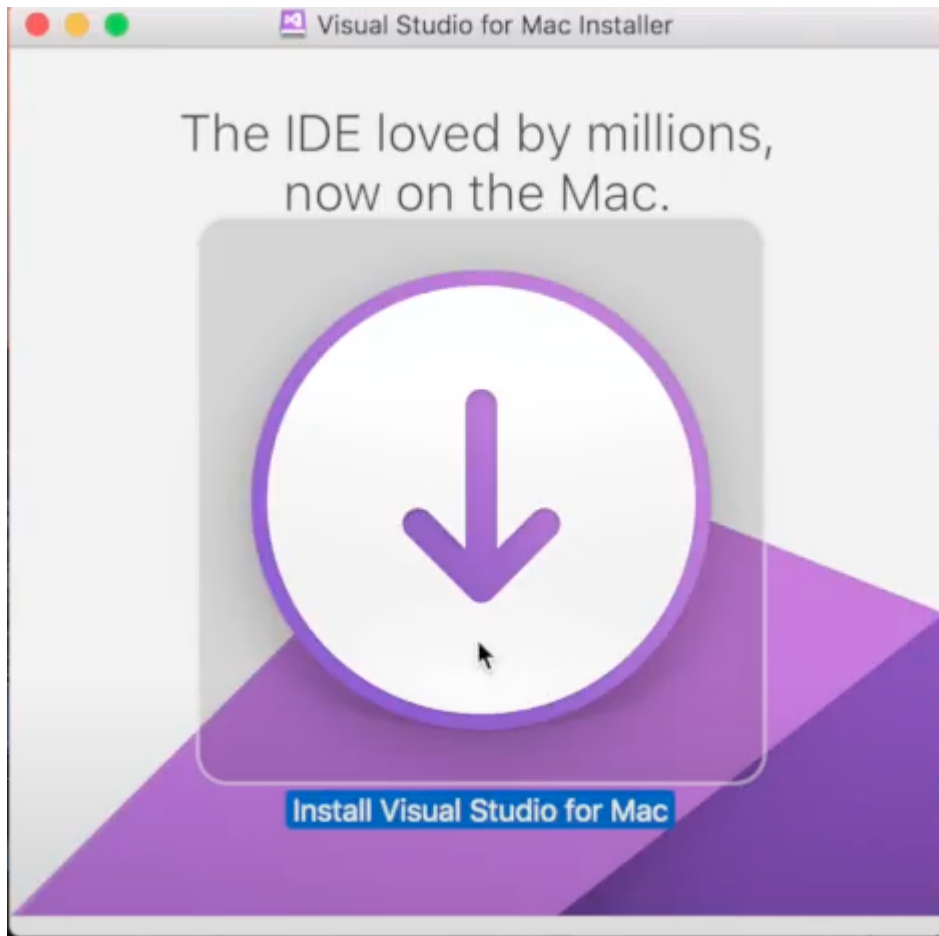 Visual Studio for Mac Installer
The IDE loved by millions,
now on the Mac.
Install Visual Studio for Mac